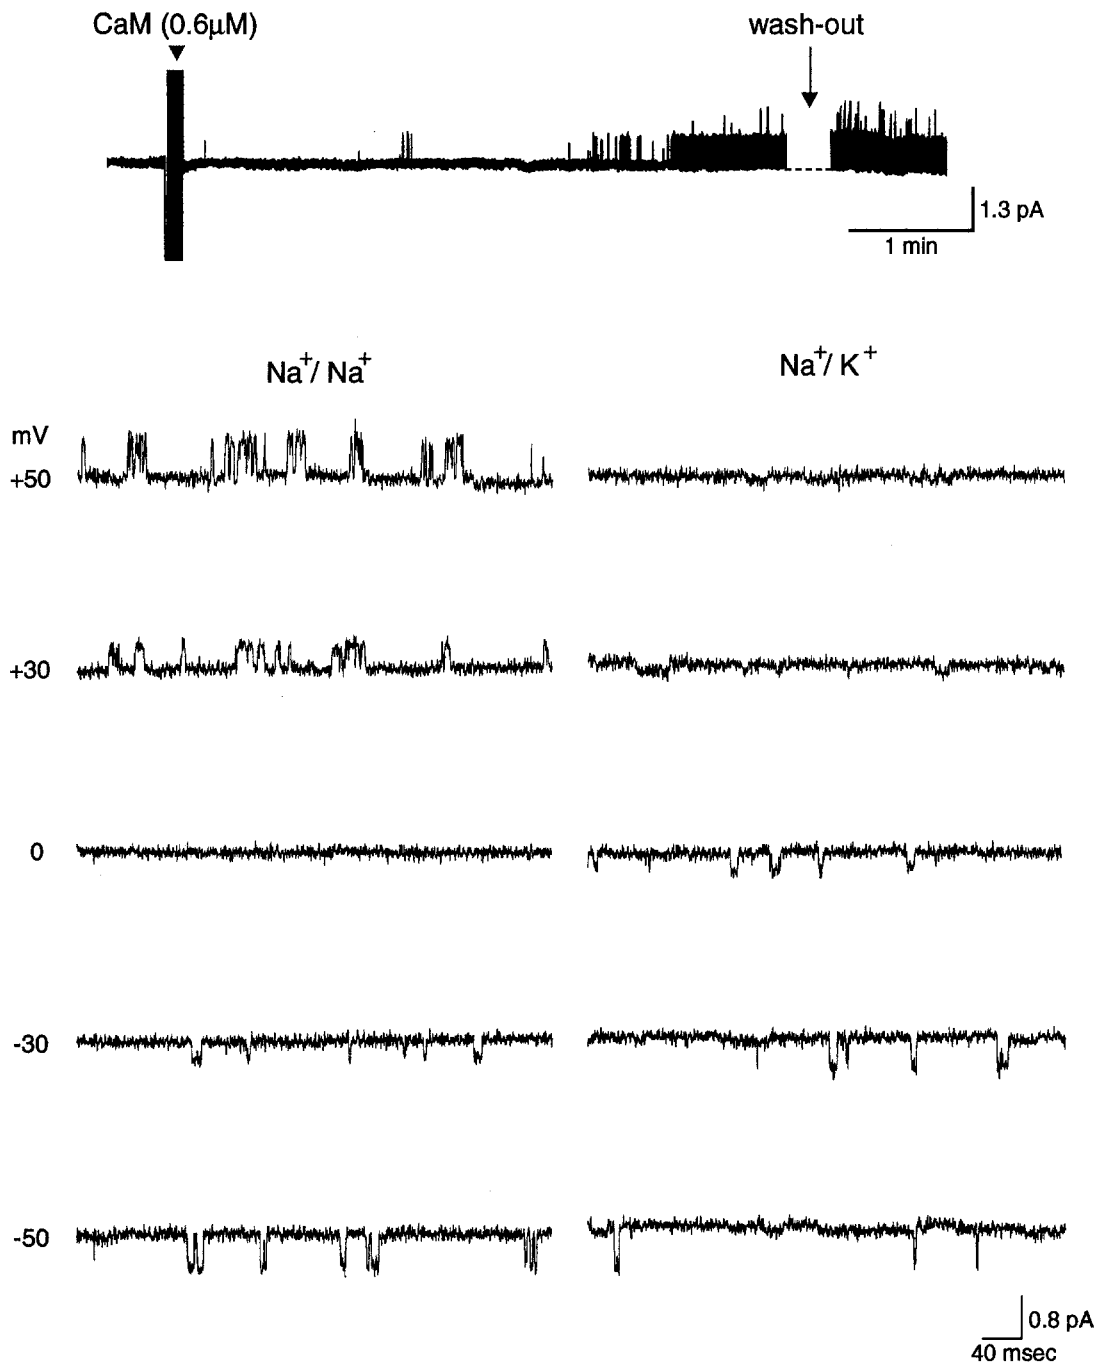 CaM (0.6μM)
wash-out
1.3 pA
1 min
Na+/ Na+
Na+/ K+
mV
+50
+30
0
-30
-50
0.8 pA
40 msec